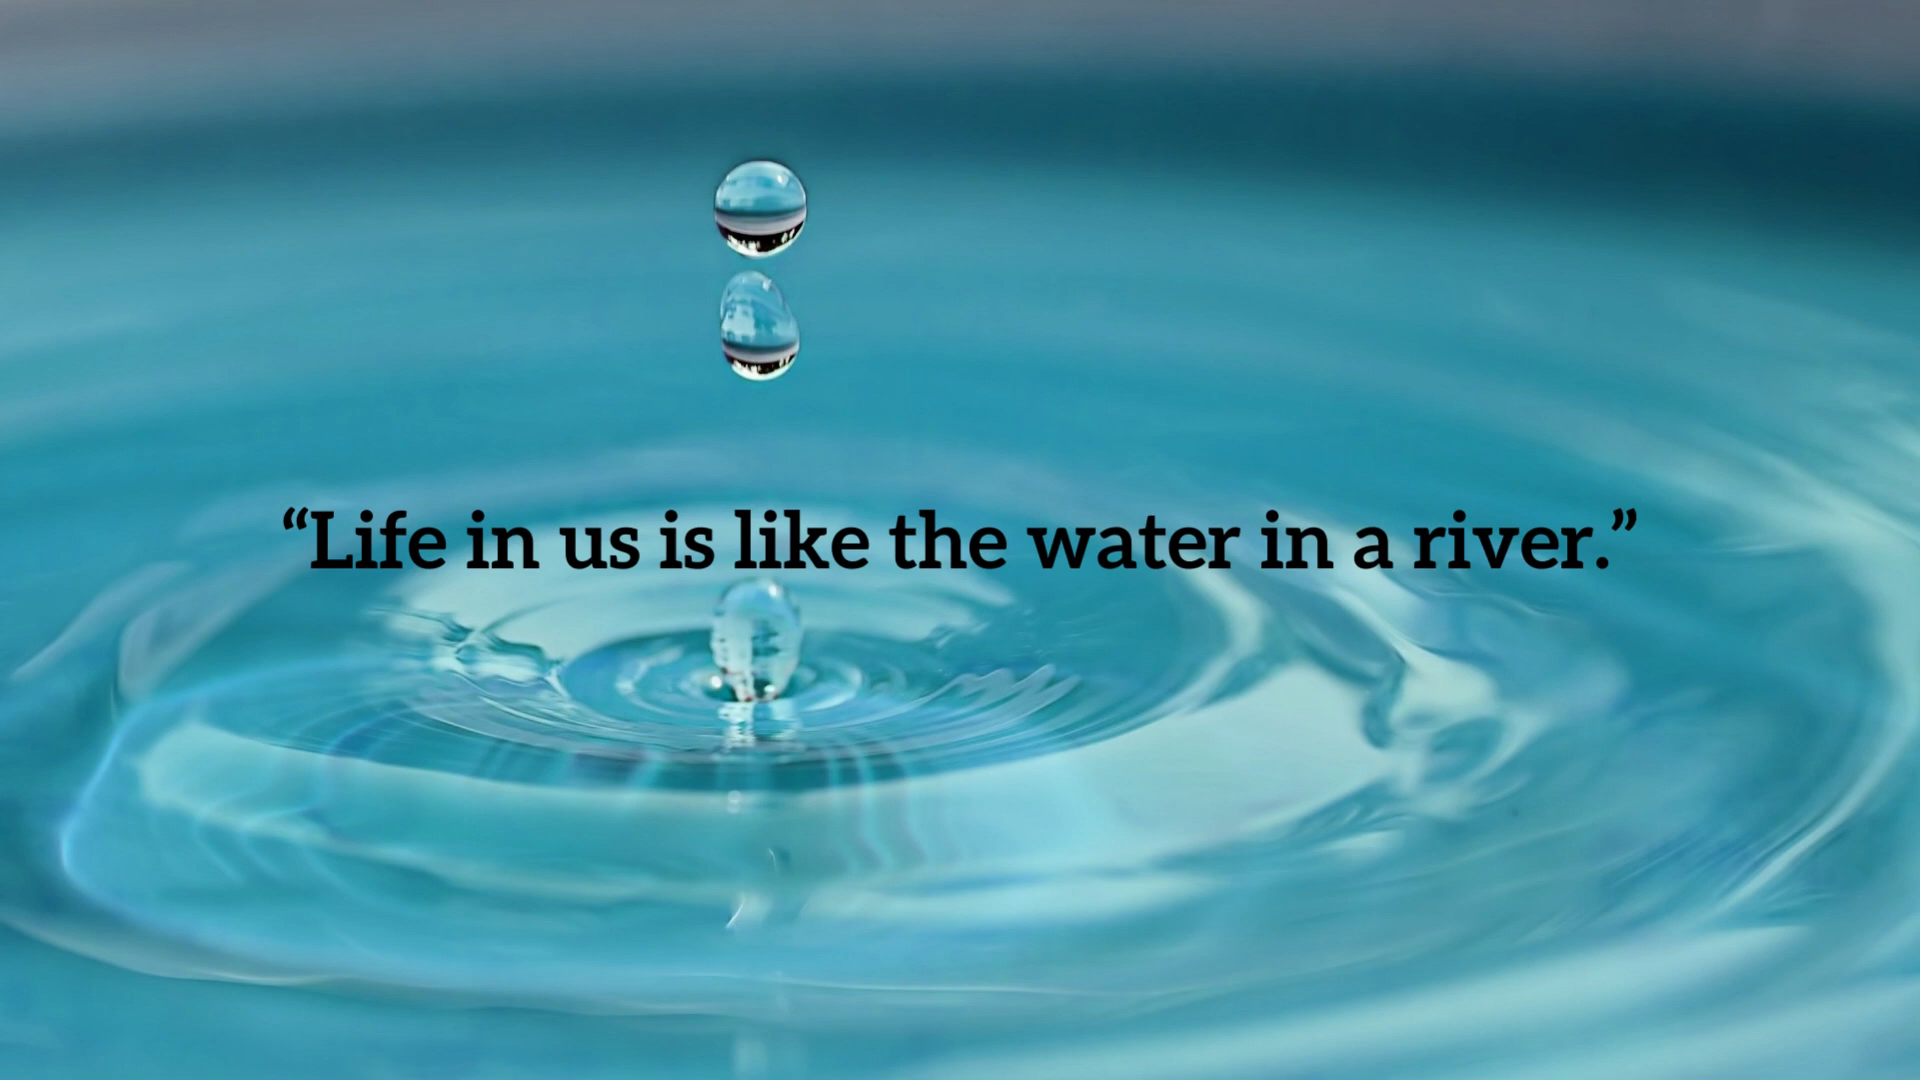 “Life in us is like the water in a river.”